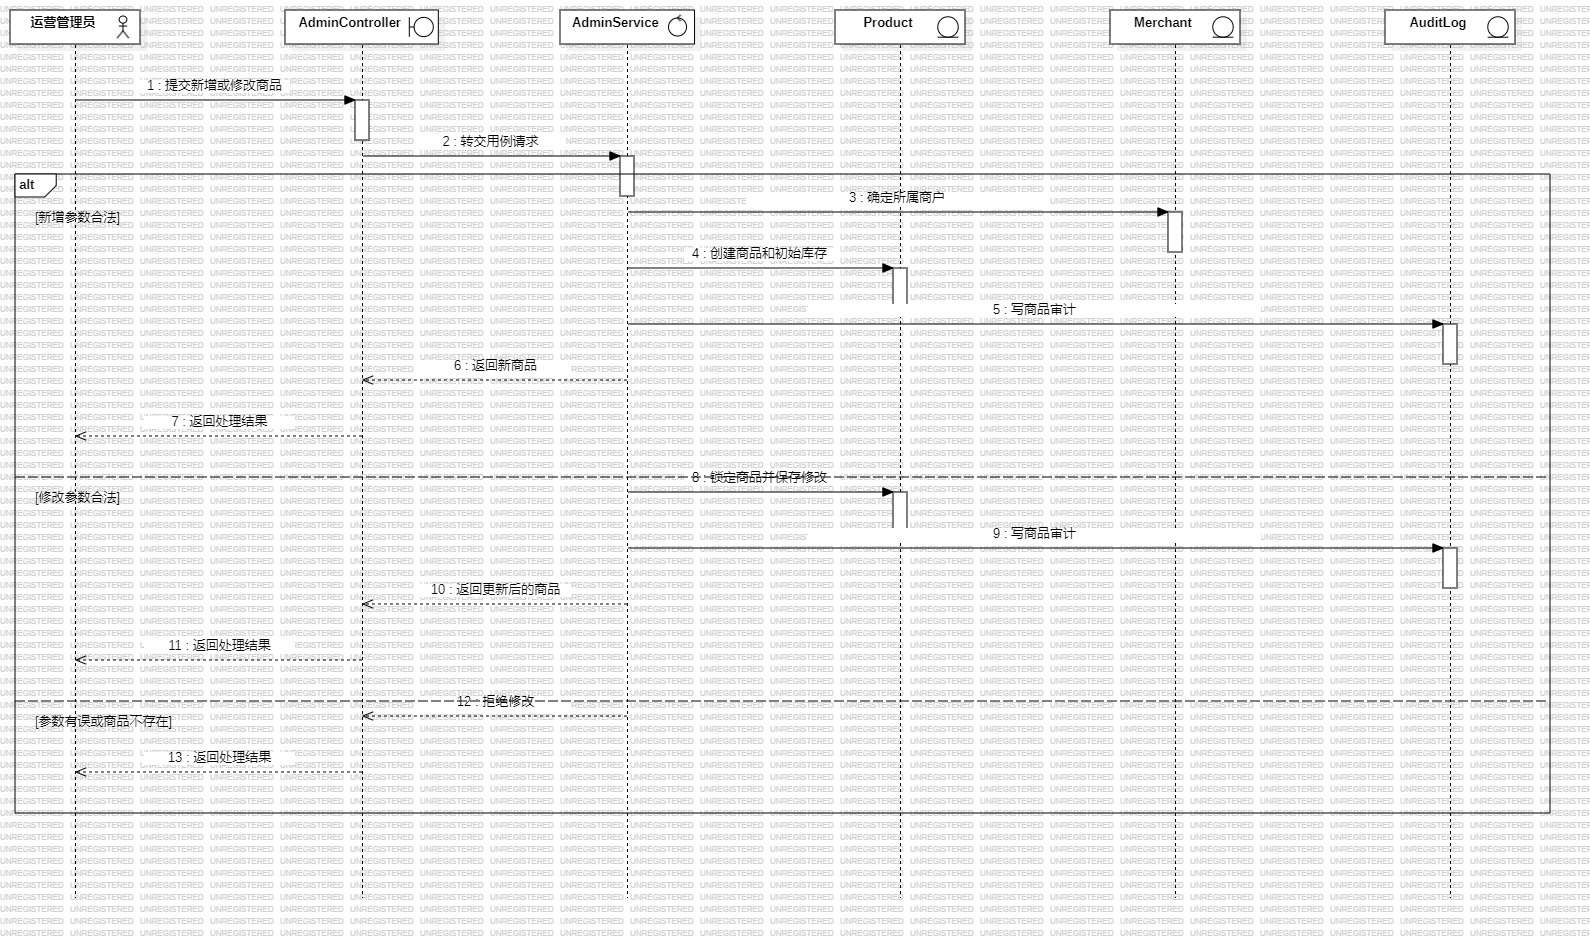 运营管理员
AdminController
AdminService
Product
Merchant
AuditLog
1 : 提交新增或修改商品
2 : 转交用例请求
alt
3 : 确定所属商户
[新增参数合法]
4 : 创建商品和初始库存
5 : 写商品审计
6 : 返回新商品
7 : 返回处理结果
8 : 锁定商品并保存修改
[修改参数合法]
9 : 写商品审计
10 : 返回更新后的商品
11 : 返回处理结果
12 : 拒绝修改
[参数有误或商品不存在]
13 : 返回处理结果
UNREGISTERED